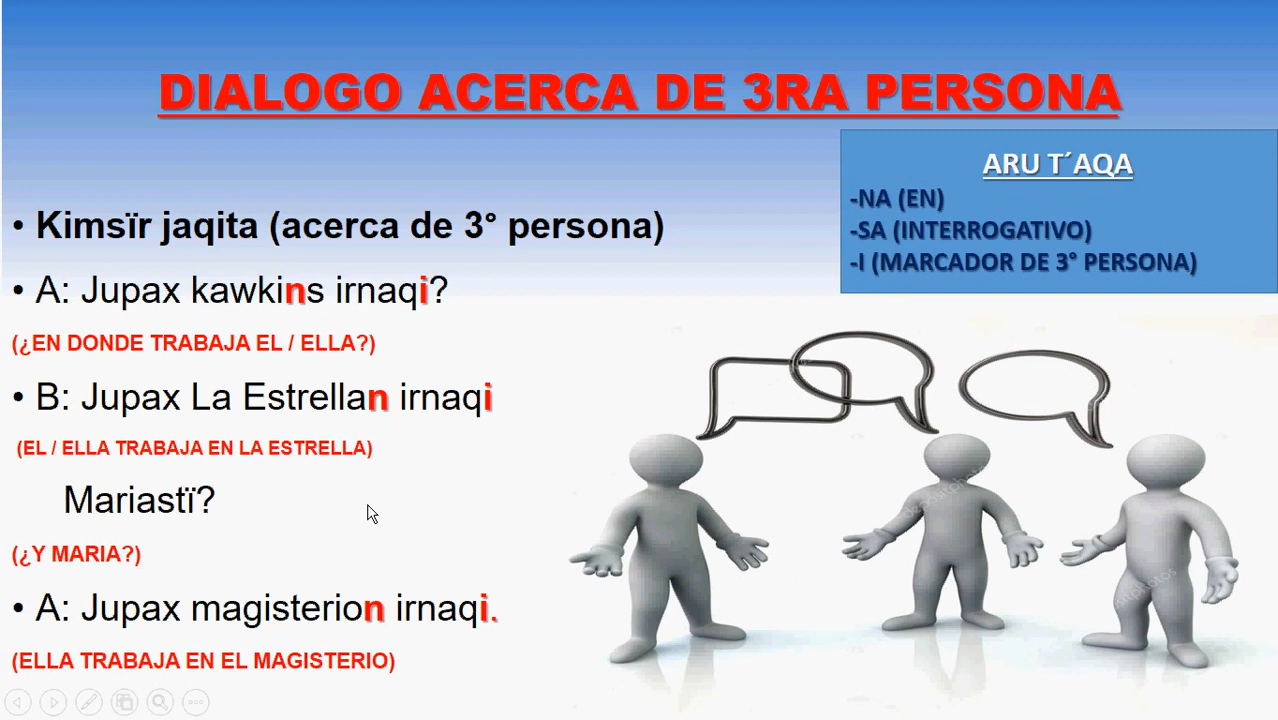 DIALOGO ACERCA DE 3RA PERSONA
ARU T´AQA
-NA (EN)
-SA (INTERROGATIVO)
-I (MARCADOR DE 3° PERSONA)
• Kimsïr jaqita (acerca de 3° persona)
• A: Jupax kawkins irnaqi?
(¿EN DONDE TRABAJA EL / ELLA?)
• B: Jupax La Estrellan irnaqi
(EL / ELLA TRABAJA EN LA ESTRELLA)
Mariastï?
(¿Y MARIA?)
• A: Jupax magisterion irnaqi.
(ELLA TRABAJA EN EL MAGISTERIO)